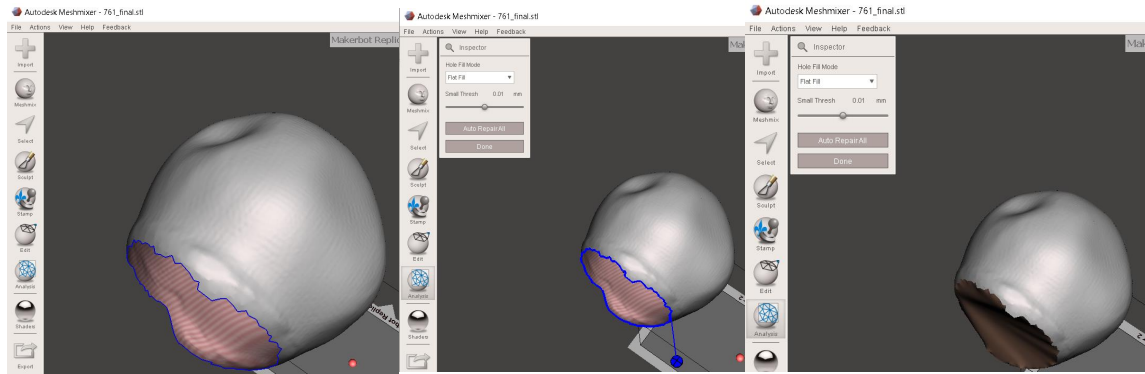 Autodesk Meshmixer - 761_final.stl
File Actions View Help Feedback
Makerbot Replic
Import
Meshmix
Select
Sculpt
Stamp
Edit
Analysis
Shaders
Export
Autodesk Meshmixer - 761_final.stl
File Actions View Help Feedback
Mal
Inspector
Hole Fill Mode
Flat Fill
Small Thresh 0.01 mm
Auto Repair All
Done
Import
Meshmix
Select
Sculpt
Stamp
Edit
Analysis
Shaders
Autodesk Meshmixer - 761_final.stl
File Actions View Help Feedback
Mal
Inspector
Hole Fill Mode
Flat Fill
Small Thresh 0.01 mm
Auto Repair All
Done
Import
Meshmix
Select
Sculpt
Stamp
Edit
Analysis